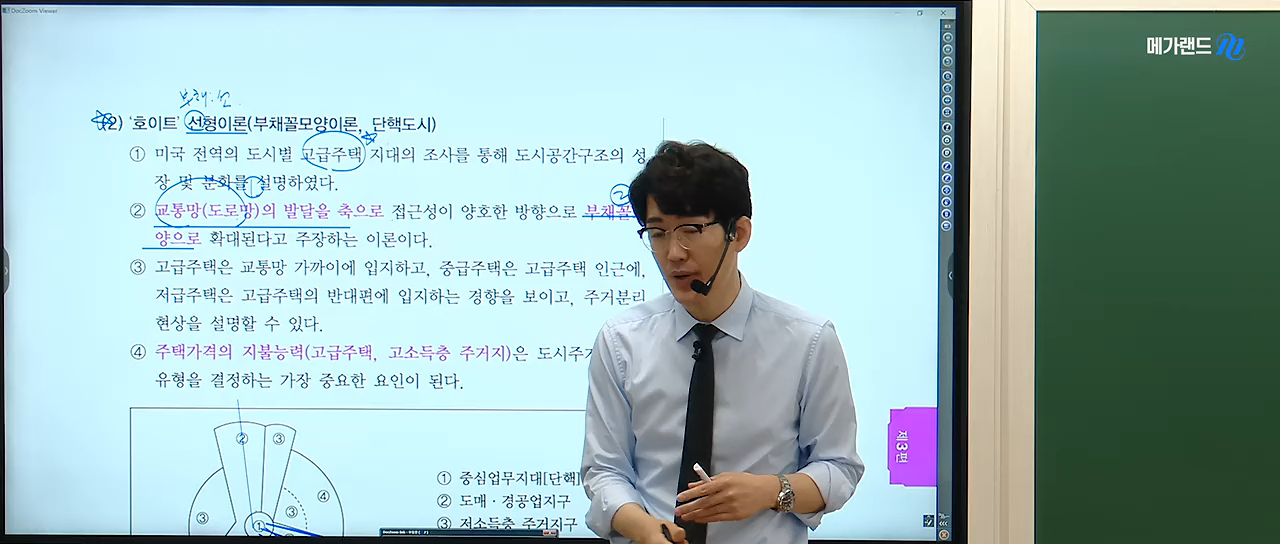 DocZoom Viewer
메가랜드
부채.선
(2) '호이트' 선형이론(부채꼴모양이론, 단핵도시)
① 미국 전역의 도시별 고급주택 지대의 조사를 통해 도시공간구조의 성
장 및 분화를 설명하였다.
② 교통망(도로망)의 발달을 축으로 접근성이 양호한 방향으로 부채꼴
양으로 확대된다고 주장하는 이론이다.
③ 고급주택은 교통망 가까이에 입지하고, 중급주택은 고급주택 인근에,
저급주택은 고급주택의 반대편에 입지하는 경향을 보이고, 주거분리
현상을 설명할 수 있다.
④ 주택가격의 지불능력(고급주택, 고소득층 주거지)은 도시주
유형을 결정하는 가장 중요한 요인이 된다.
제3편
② ③
③ ③ ④
①
① 중심업무지대[단핵]
② 도매·경공업지구
③ 저소득층 주거지구